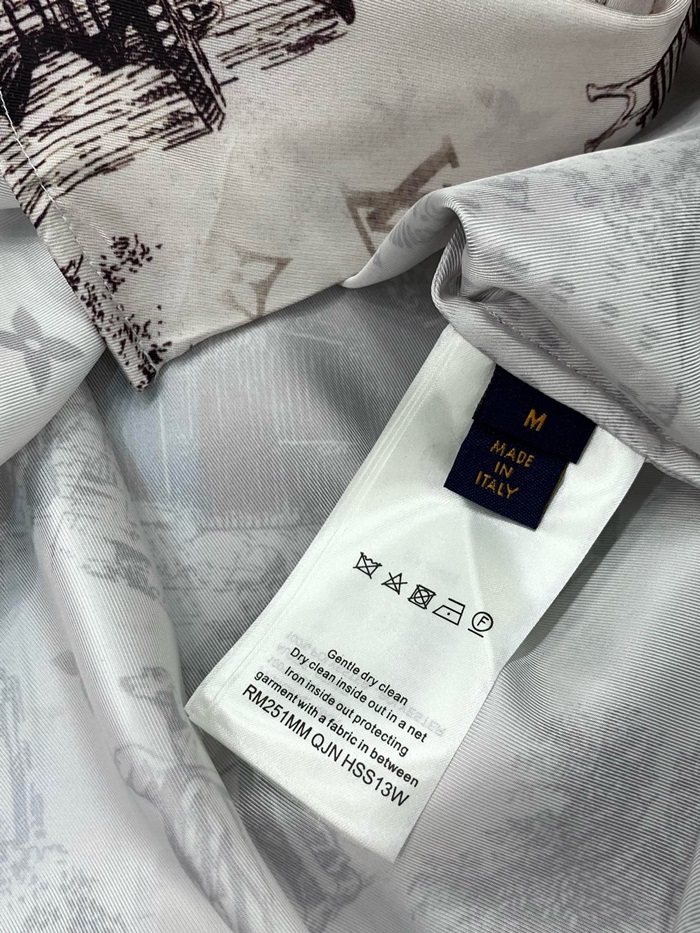 M
MADE
IN
ITALY
F
Gentle dry clean
Dry clean inside out in a net
Iron inside out protecting
garment with a fabric in between
RM251MM QJN HSS13W